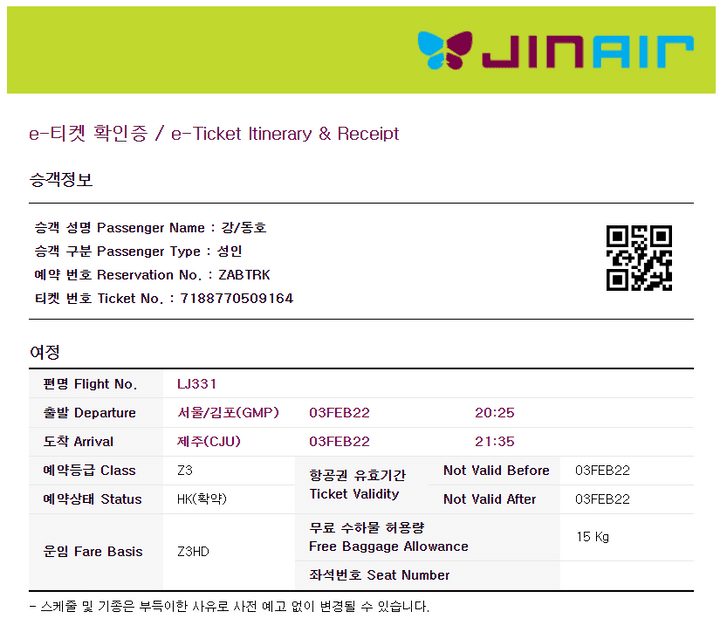 JINAIR
e-티켓 확인증 / e-Ticket Itinerary & Receipt
승객정보
승객 성명 Passenger Name : 강/동호
승객 구분 Passenger Type : 성인
예약 번호 Reservation No. : ZABTRK
티켓 번호 Ticket No. : 7188770509164
여정
편명 Flight No. LJ331
출발 Departure 서울/김포(GMP) 03FEB22 20:25
도착 Arrival 제주(CJU) 03FEB22 21:35
예약등급 Class Z3 항공권 유효기간 Ticket Validity Not Valid Before 03FEB22
예약상태 Status HK(확약) Not Valid After 03FEB22
운임 Fare Basis Z3HD 무료 수하물 허용량 Free Baggage Allowance 15 Kg
좌석번호 Seat Number
- 스케줄 및 기종은 부득이한 사유로 사전 예고 없이 변경될 수 있습니다.